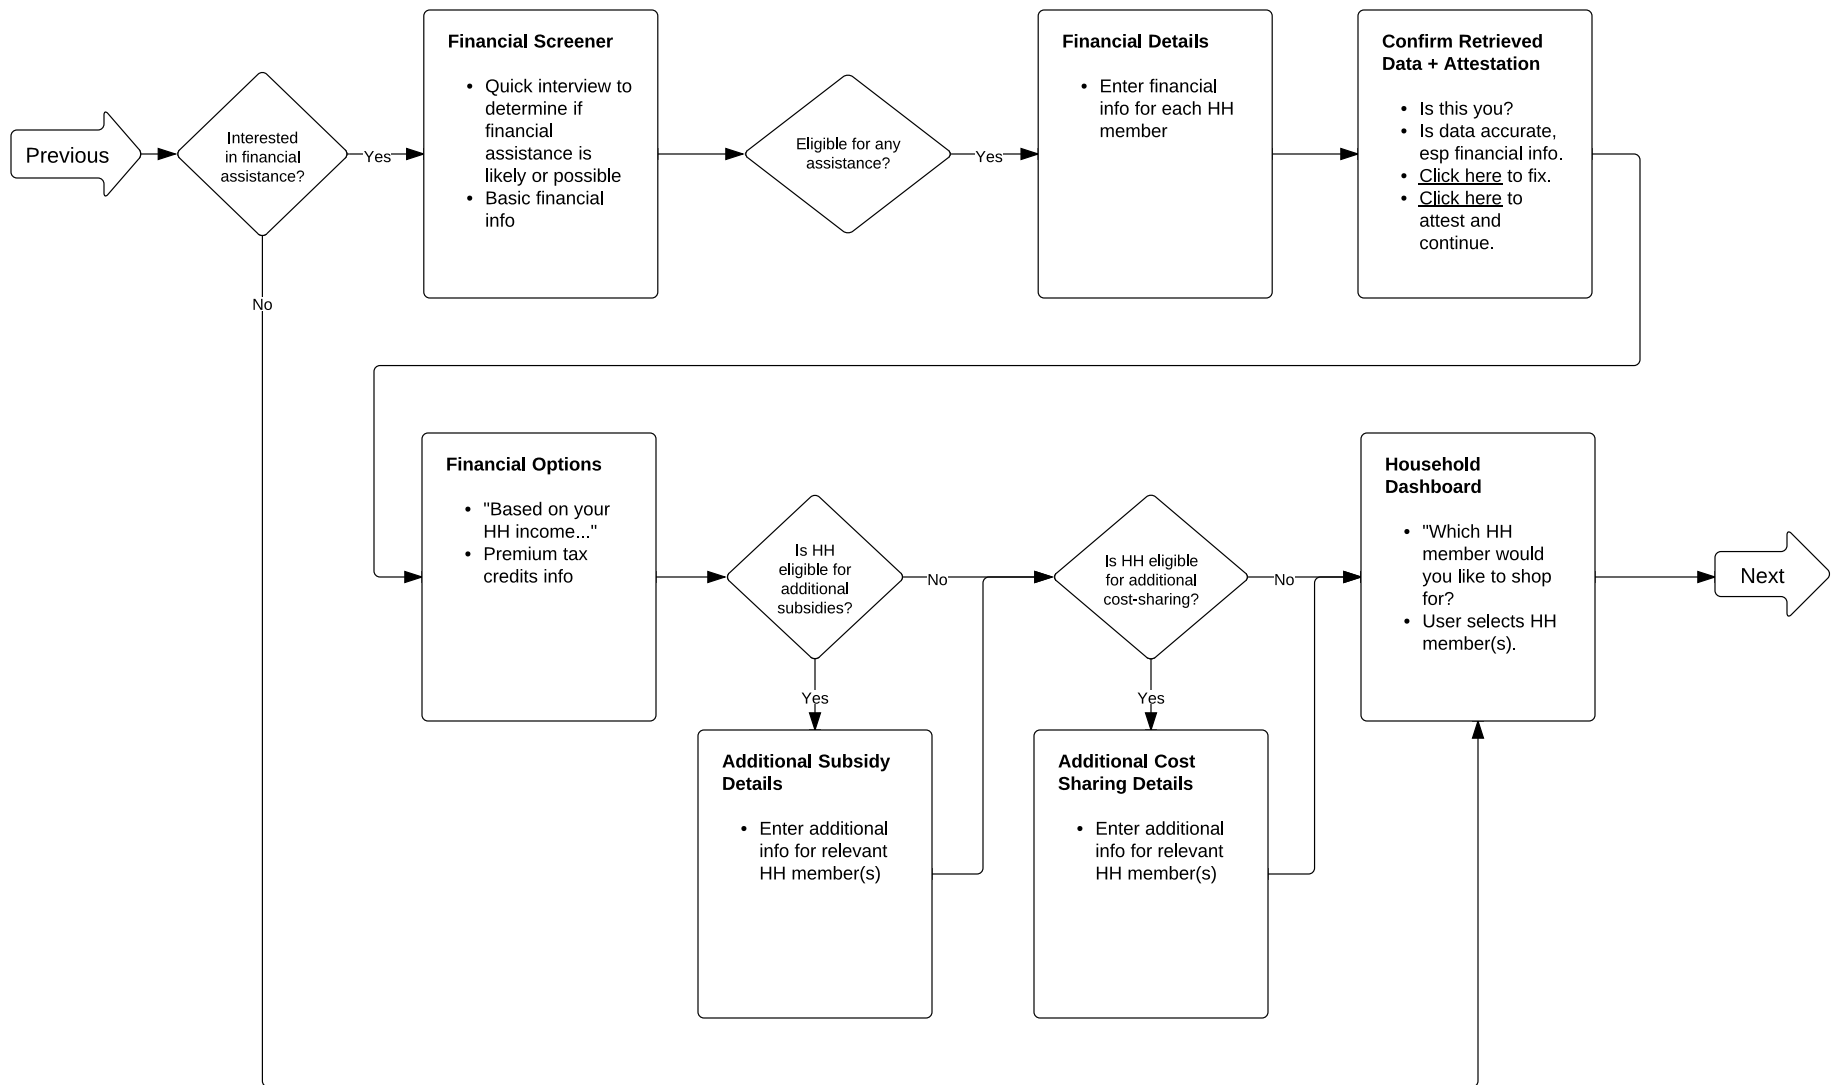 Previous
Interested
in financial
assistance?
Yes
No
Financial Screener
• Quick interview to
determine if
financial
assistance is
likely or possible
• Basic financial
info
Eligible for any
assistance?
Yes
Financial Details
• Enter financial
info for each HH
member
Confirm Retrieved
Data + Attestation
• Is this you?
• Is data accurate,
esp financial info.
• Click here to fix.
• Click here to
attest and
continue.
Financial Options
• "Based on your
HH income..."
• Premium tax
credits info
Is HH
eligible for
additional
subsidies?
No
Yes
Additional Subsidy
Details
• Enter additional
info for relevant
HH member(s)
Is HH eligible
for additional
cost-sharing?
No
Yes
Additional Cost
Sharing Details
• Enter additional
info for relevant
HH member(s)
Household
Dashboard
• "Which HH
member would
you like to shop
for?
• User selects HH
member(s).
Next